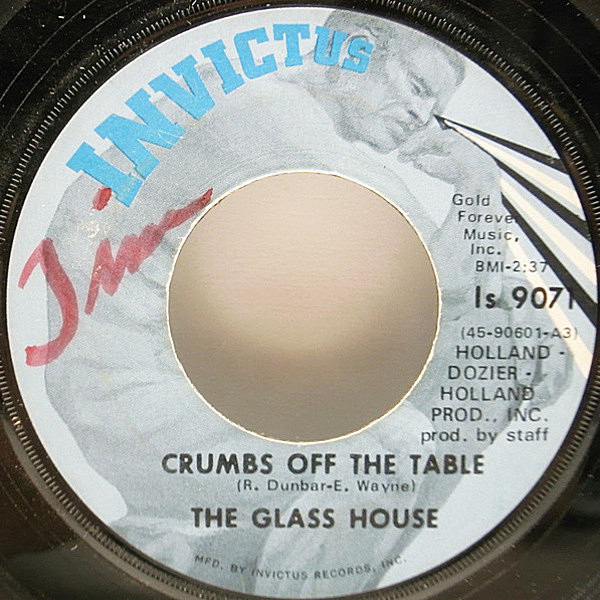 INVICTUS
Jim
Gold
Forever
Music,
Inc.
BMI-2:37
Is 9071
(45-90601-A3)
HOLLAND -
DOZIER -
HOLLAND
PROD., INC.
prod. by staff
CRUMBS OFF THE TABLE
(R. Dunbar-E. Wayne)
THE GLASS HOUSE
MFD. BY INVICTUS RECORDS, INC.